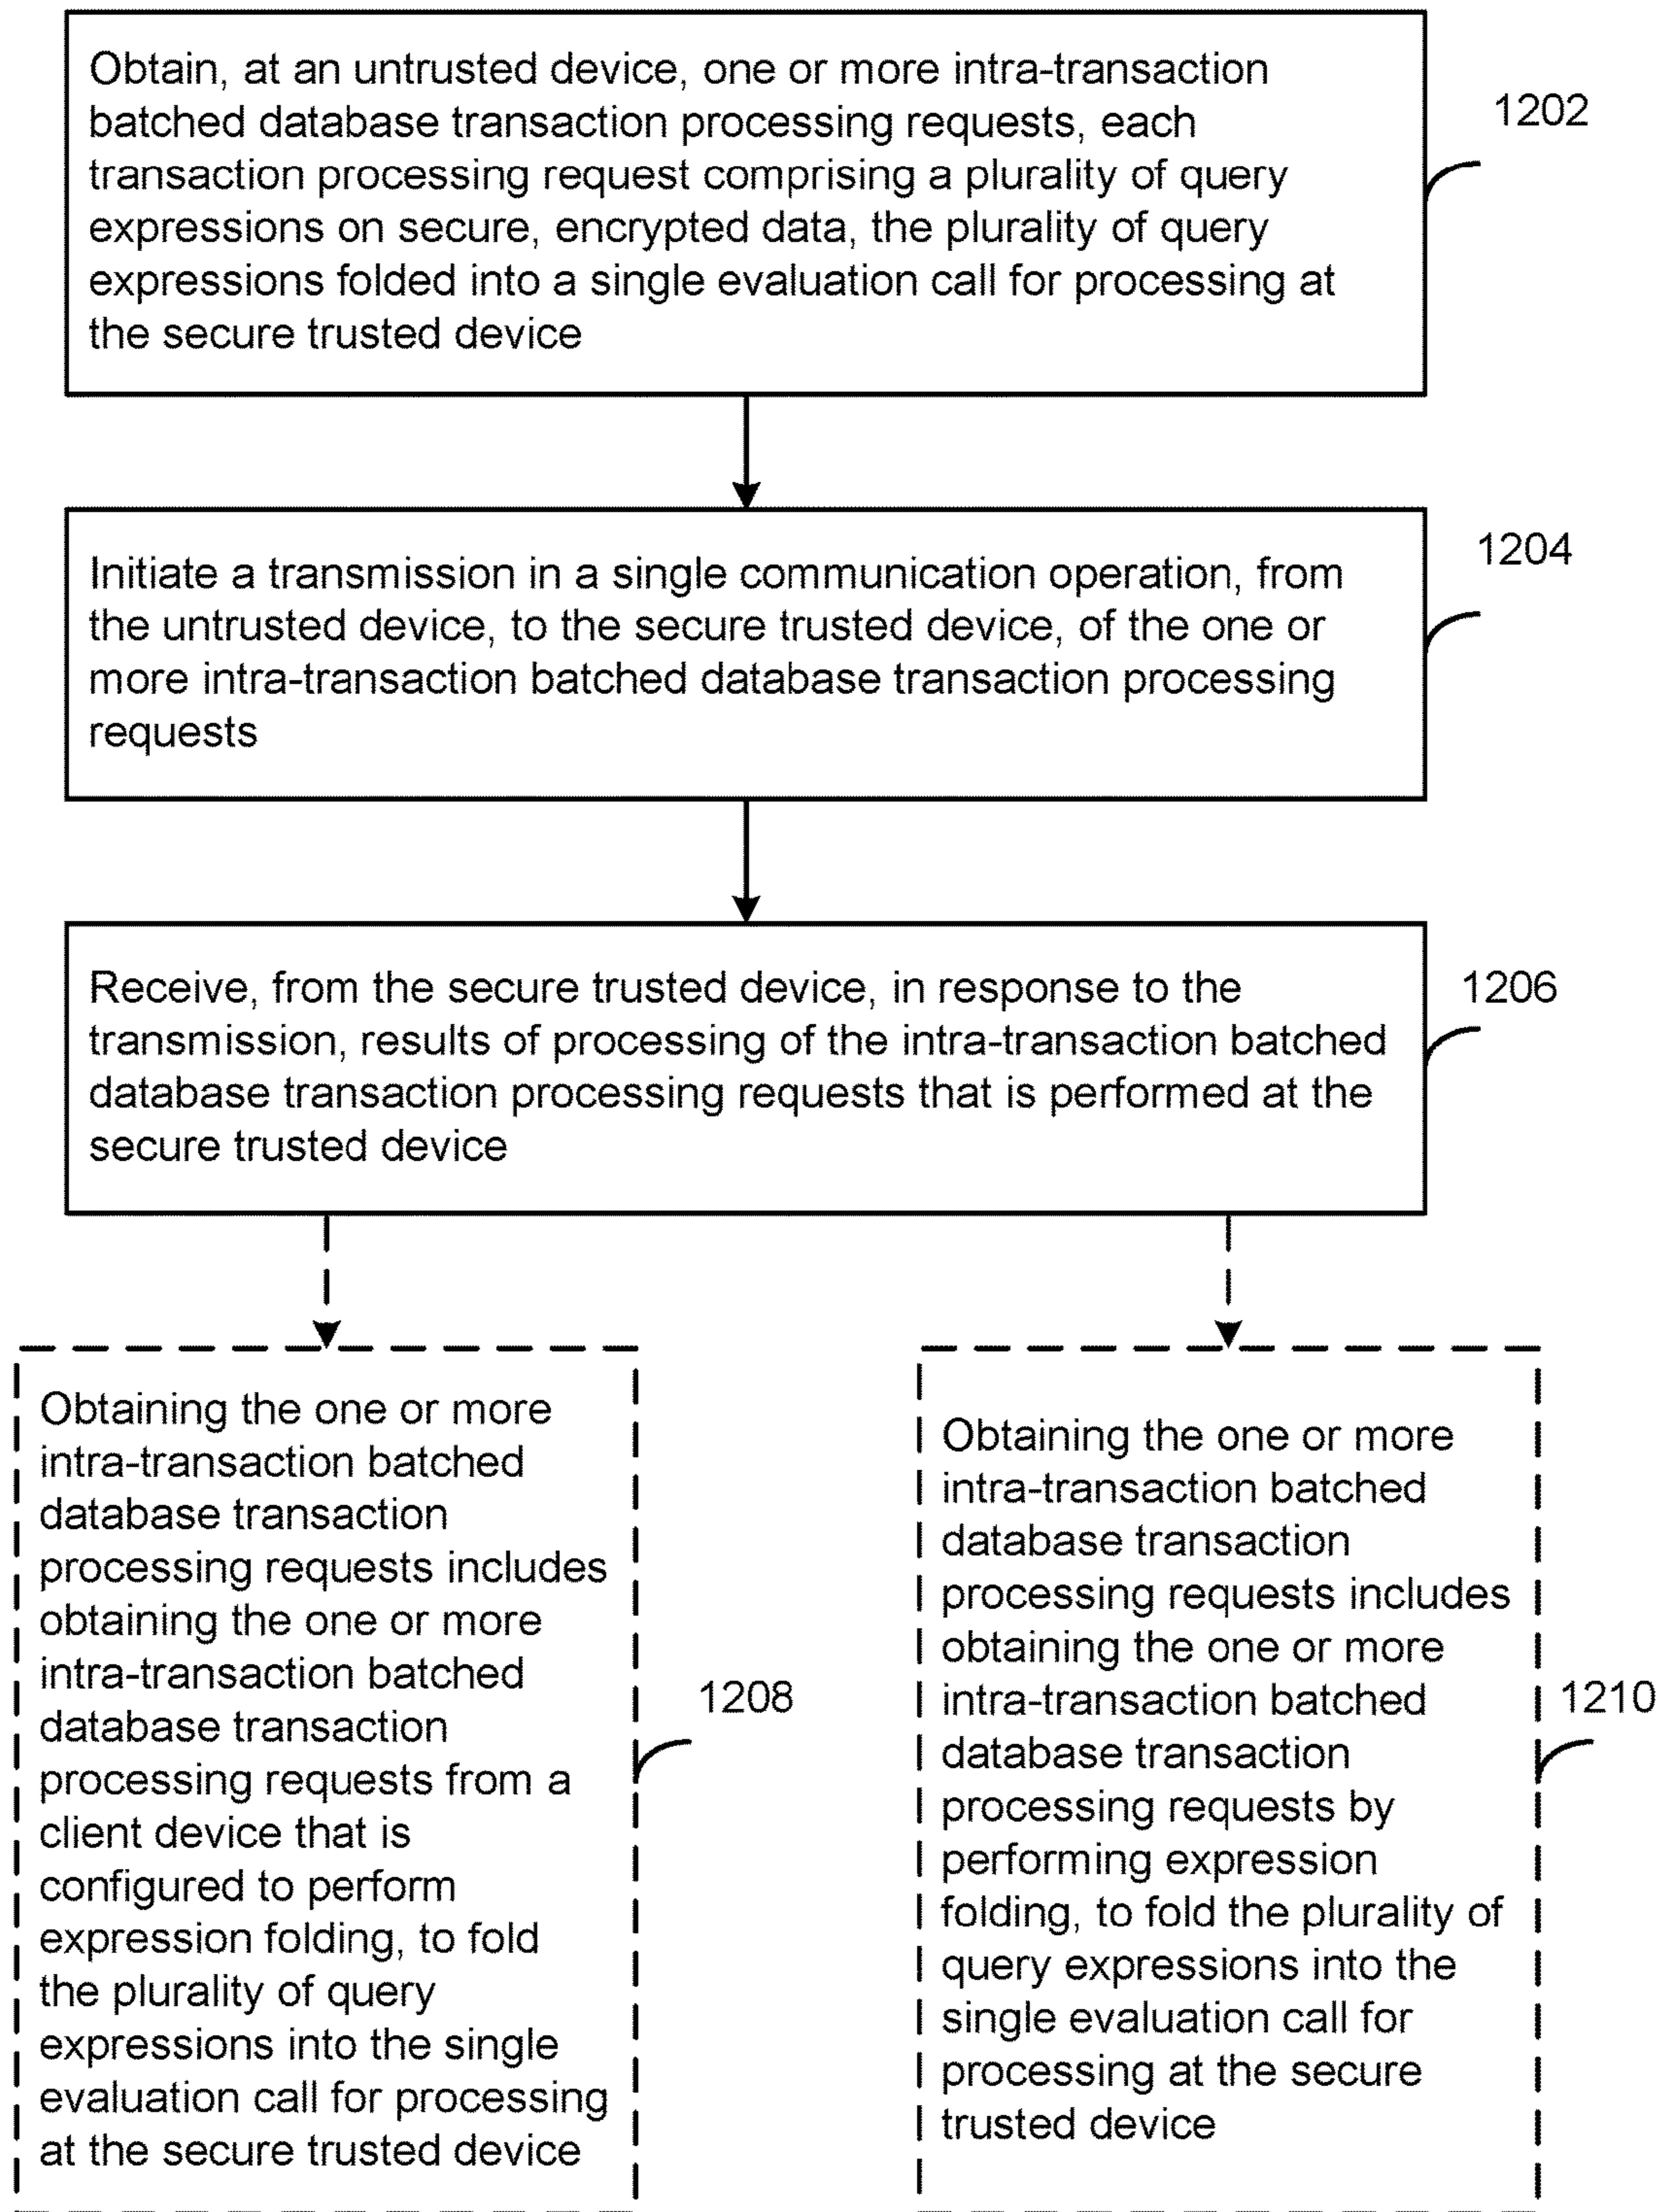 Obtain, at an untrusted device, one or more intra-transaction
batched database transaction processing requests, each
transaction processing request comprising a plurality of query
expressions on secure, encrypted data, the plurality of query
expressions folded into a single evaluation call for processing at
the secure trusted device
1202
Initiate a transmission in a single communication operation, from
the untrusted device, to the secure trusted device, of the one or
more intra-transaction batched database transaction processing
requests
1204
Receive, from the secure trusted device, in response to the
transmission, results of processing of the intra-transaction batched
database transaction processing requests that is performed at the
secure trusted device
1206
Obtaining the one or more
intra-transaction batched
database transaction
processing requests includes
obtaining the one or more
intra-transaction batched
database transaction
processing requests from a
client device that is
configured to perform
expression folding, to fold
the plurality of query
expressions into the single
evaluation call for processing
at the secure trusted device
1208
Obtaining the one or more
intra-transaction batched
database transaction
processing requests includes
obtaining the one or more
intra-transaction batched
database transaction
processing requests by
performing expression
folding, to fold the plurality of
query expressions into the
single evaluation call for
processing at the secure
trusted device
1210